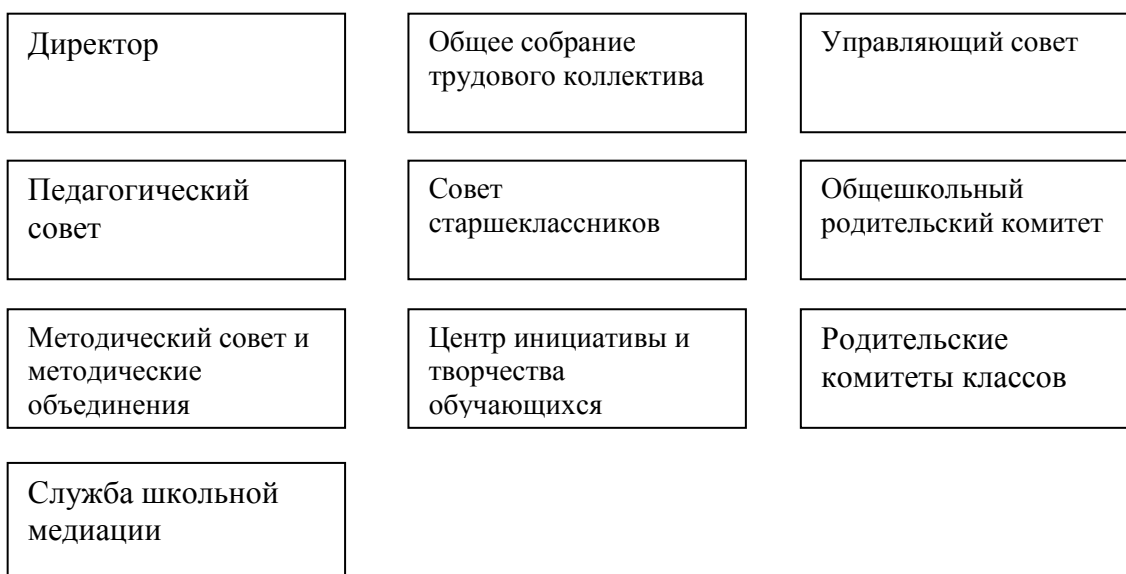 Директор
Общее собрание
трудового коллектива
Управляющий совет
Педагогический
совет
Совет
старшеклассников
Общешкольный
родительский комитет
Методический совет и
методические
объединения
Центр инициативы и
творчества
обучающихся
Родительские
комитеты классов
Служба школьной
медиации